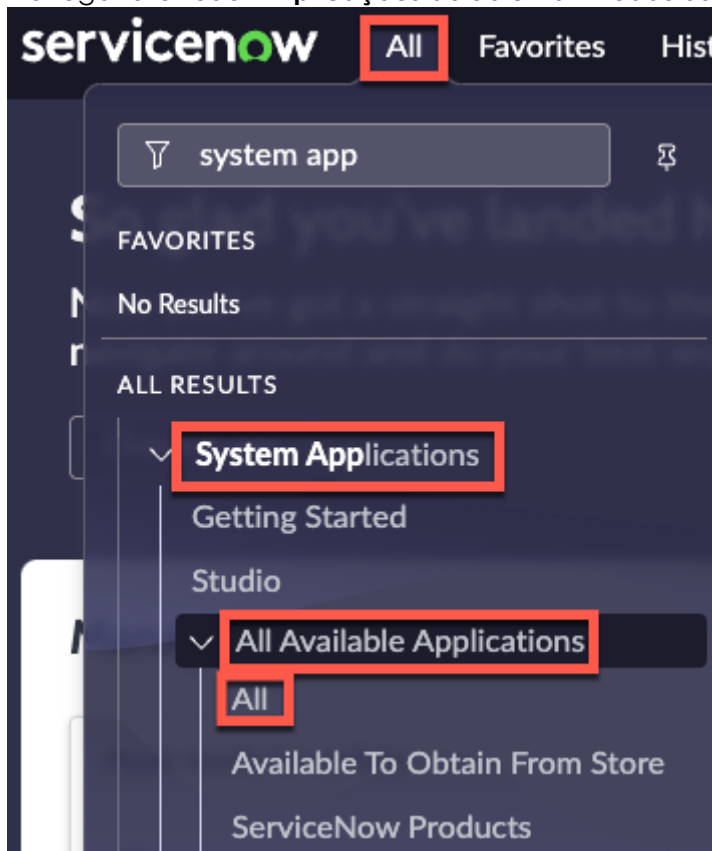 servicenow All Favorites Hist
system app
FAVORITES
No Results
ALL RESULTS
System Applications
Getting Started
Studio
All Available Applications
All
Available To Obtain From Store
ServiceNow Products